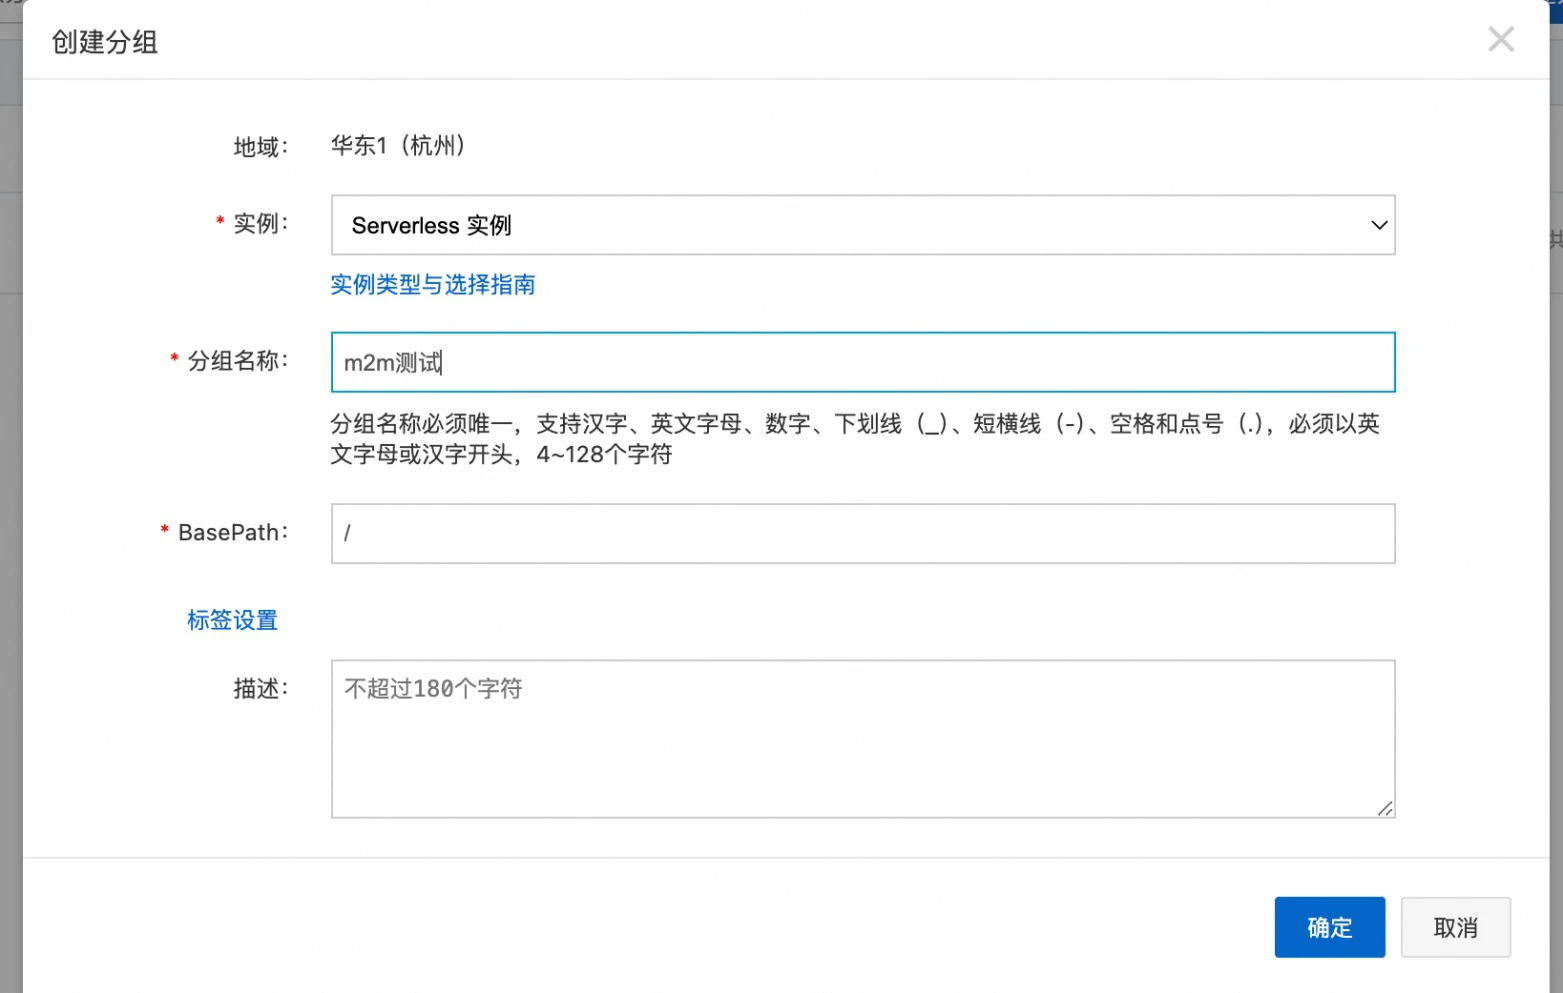 创建分组
地域：
华东1（杭州）
* 实例：
Serverless 实例
实例类型与选择指南
* 分组名称：
m2m测试
分组名称必须唯一，支持汉字、英文字母、数字、下划线（_）、短横线（-）、空格和点号（.），必须以英
文字母或汉字开头，4~128个字符
* BasePath：
/
标签设置
描述：
不超过180个字符
确定
取消